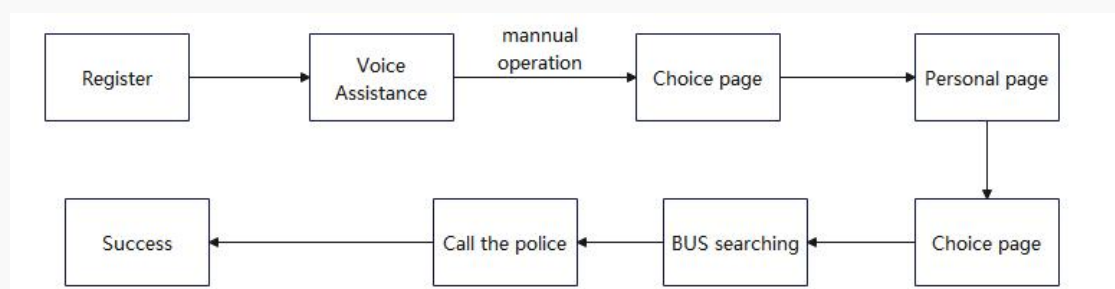 Register
Voice
Assistance
mannual
operation
Choice page
Personal page
Success
Call the police
BUS searching
Choice page